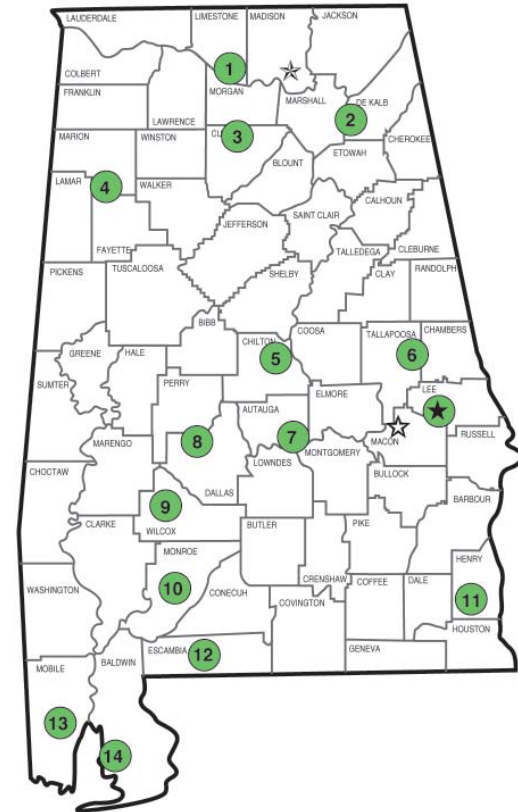 LAUDERDALE
LIMESTONE
MADISON
JACKSON
COLBERT
1
FRANKLIN
LAWRENCE
MORGAN
MARSHALL
DE KALB
2
MARION
WINSTON
3
CHEROKEE
BLOUNT
ETOWAH
LAMAR
4
WALKER
CALHOUN
FAYETTE
JEFFERSON
SAINT CLAIR
PICKENS
TUSCALOOSA
SHELBY
TALLEDEGA
CLEBURNE
CLAY
RANDOLPH
BIBB
CHILTON
COOSA
TALLAPOOSA
CHAMBERS
GREENE
HALE
5
6
SUMTER
PERRY
AUTAUGA
ELMORE
LEE
MARENGO
8
7
MACON
RUSSELL
LOWNDES
MONTGOMERY
CHOCTAW
DALLAS
BULLOCK
9
BARBOUR
CLARKE
WILCOX
BUTLER
PIKE
MONROE
HENRY
WASHINGTON
10
CONECUH
CRENSHAW
COFFEE
DALE
11
COVINGTON
HOUSTON
MOBILE
BALDWIN
ESCAMBIA
12
GENEVA
13
14